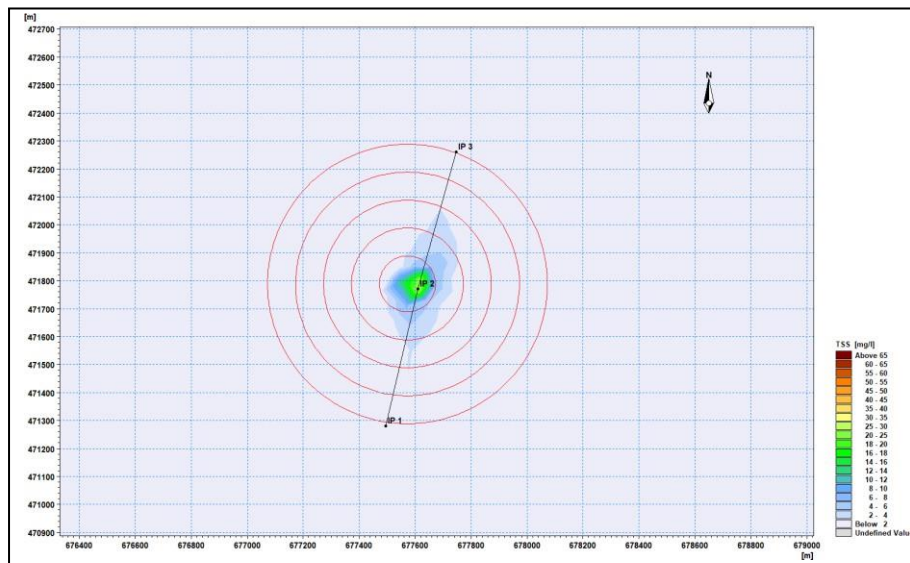 [m]
472700
472600
472500
N
472400
472300
IP 3
472200
472100
472000
471900
471800
IP 2
471700
471600
471500
471400
471300
IP 1
471200
471100
471000
470900
676400 676600 676800 677000 677200 677400 677600 677800 678000 678200 678400 678600 678800 679000
[m]
TSS [mg/l]
Above 65
60 - 65
55 - 60
50 - 55
45 - 50
40 - 45
35 - 40
30 - 35
25 - 30
20 - 25
18 - 20
16 - 18
14 - 16
12 - 14
10 - 12
8 - 10
6 - 8
4 - 6
2 - 4
Below 2
Undefined Value